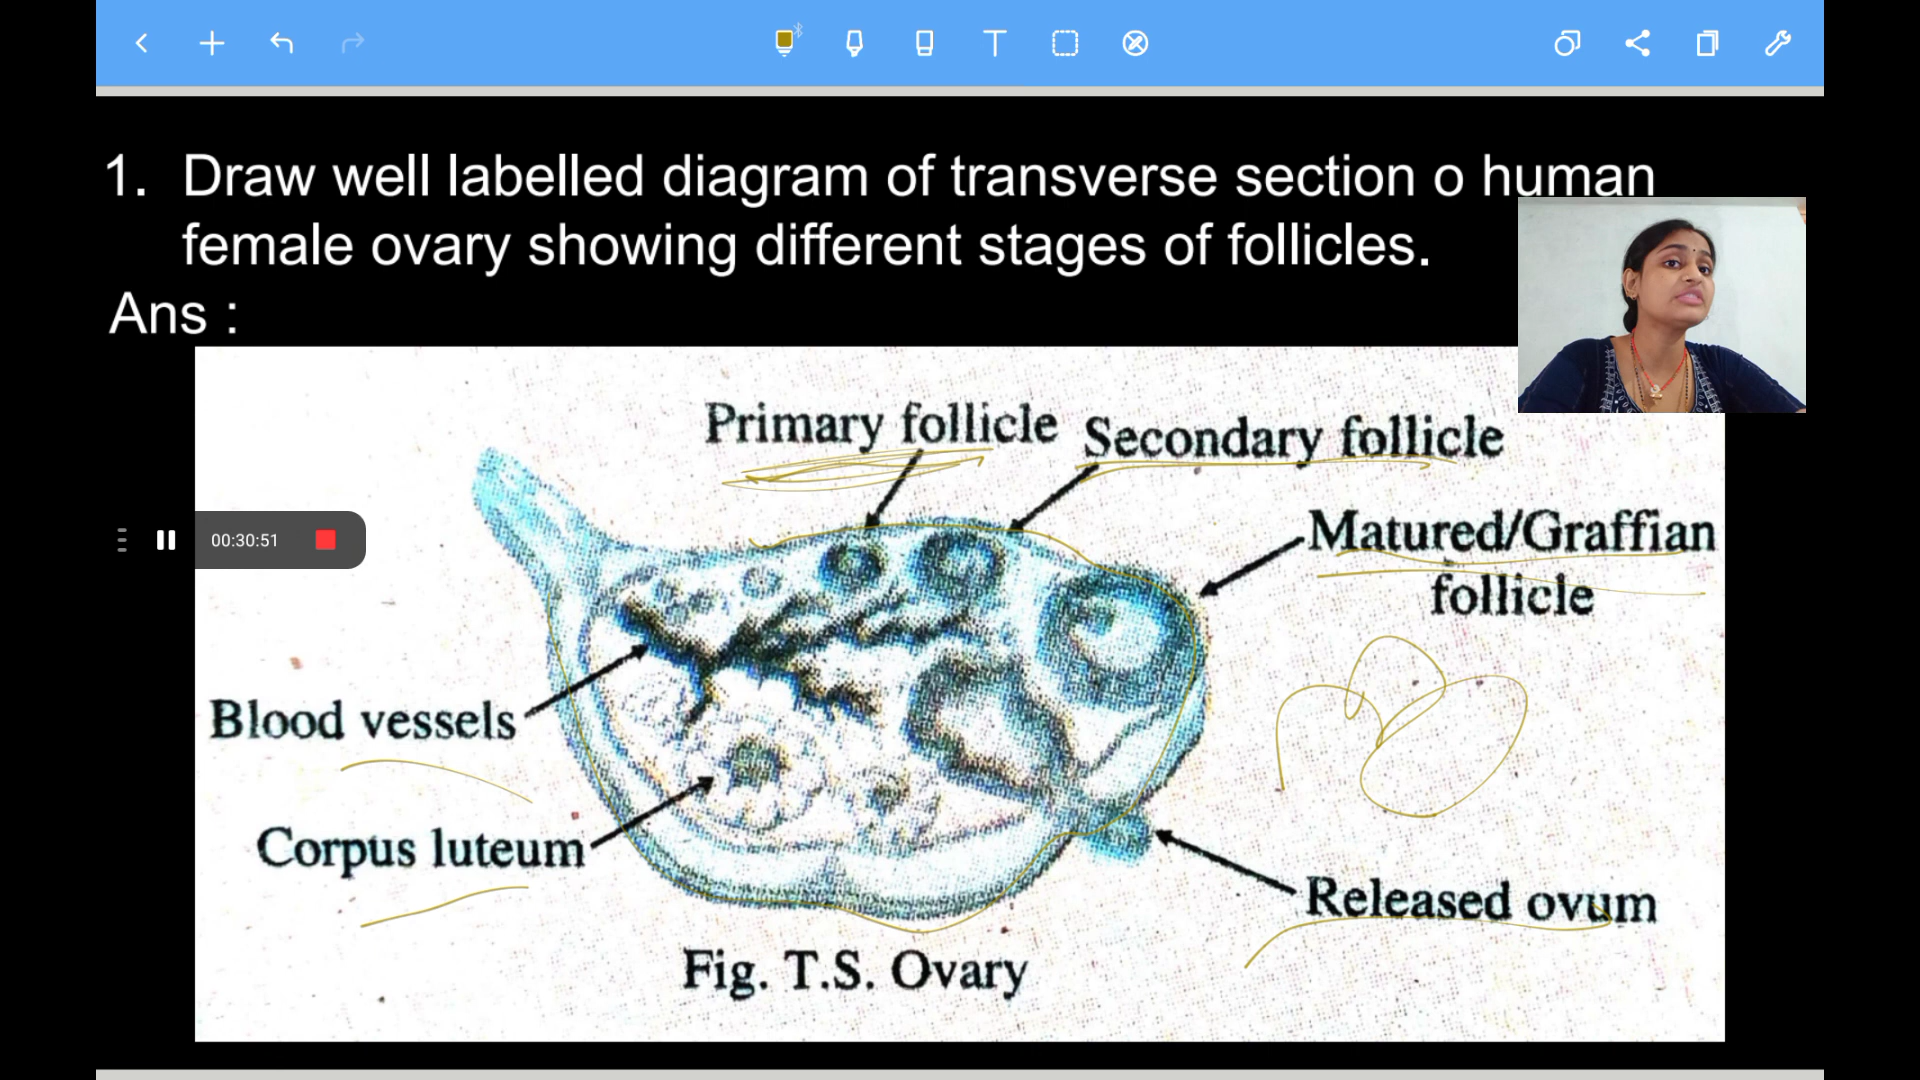 1. Draw well labelled diagram of transverse section o human
female ovary showing different stages of follicles.
Ans :
Primary follicle
Secondary follicle
Matured/Graffian
follicle
00:30:51
Blood vessels
Corpus luteum
Released ovum
Fig. T.S. Ovary